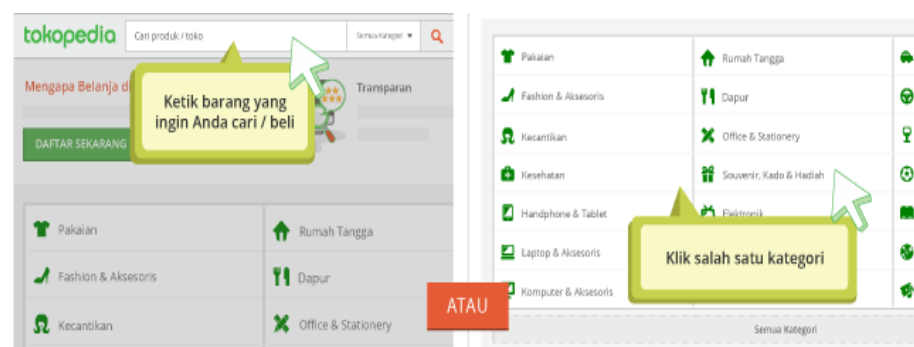 tokopedia
Cari produk / toko
Semua Kategori
Mengapa Belanja di
Transparan
Ketik barang yang
ingin Anda cari / beli
DAFTAR SEKARANG
Pakaian
Rumah Tangga
Fashion & Aksesoris
Dapur
Kecantikan
Office & Stationery
ATAU
Pakaian
Rumah Tangga
Fashion & Aksesoris
Dapur
Kecantikan
Office & Stationery
Kesehatan
Souvenir, Kado & Hadiah
Handphone & Tablet
Elektronik
Laptop & Aksesoris
Klik salah satu kategori
Komputer & Aksesoris
Semua Kategori